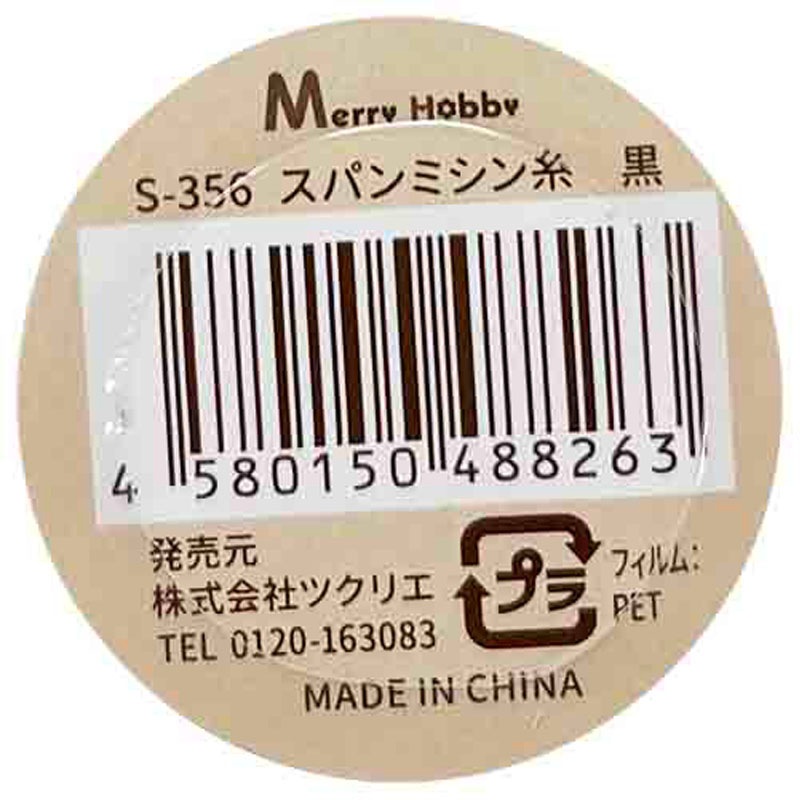 Merry Hobby
S-356 スパンミシン糸 黒
4 580150 488263
発売元
株式会社ツクリエ
TEL 0120-163083
プラ
フィルム:
PET
MADE IN CHINA